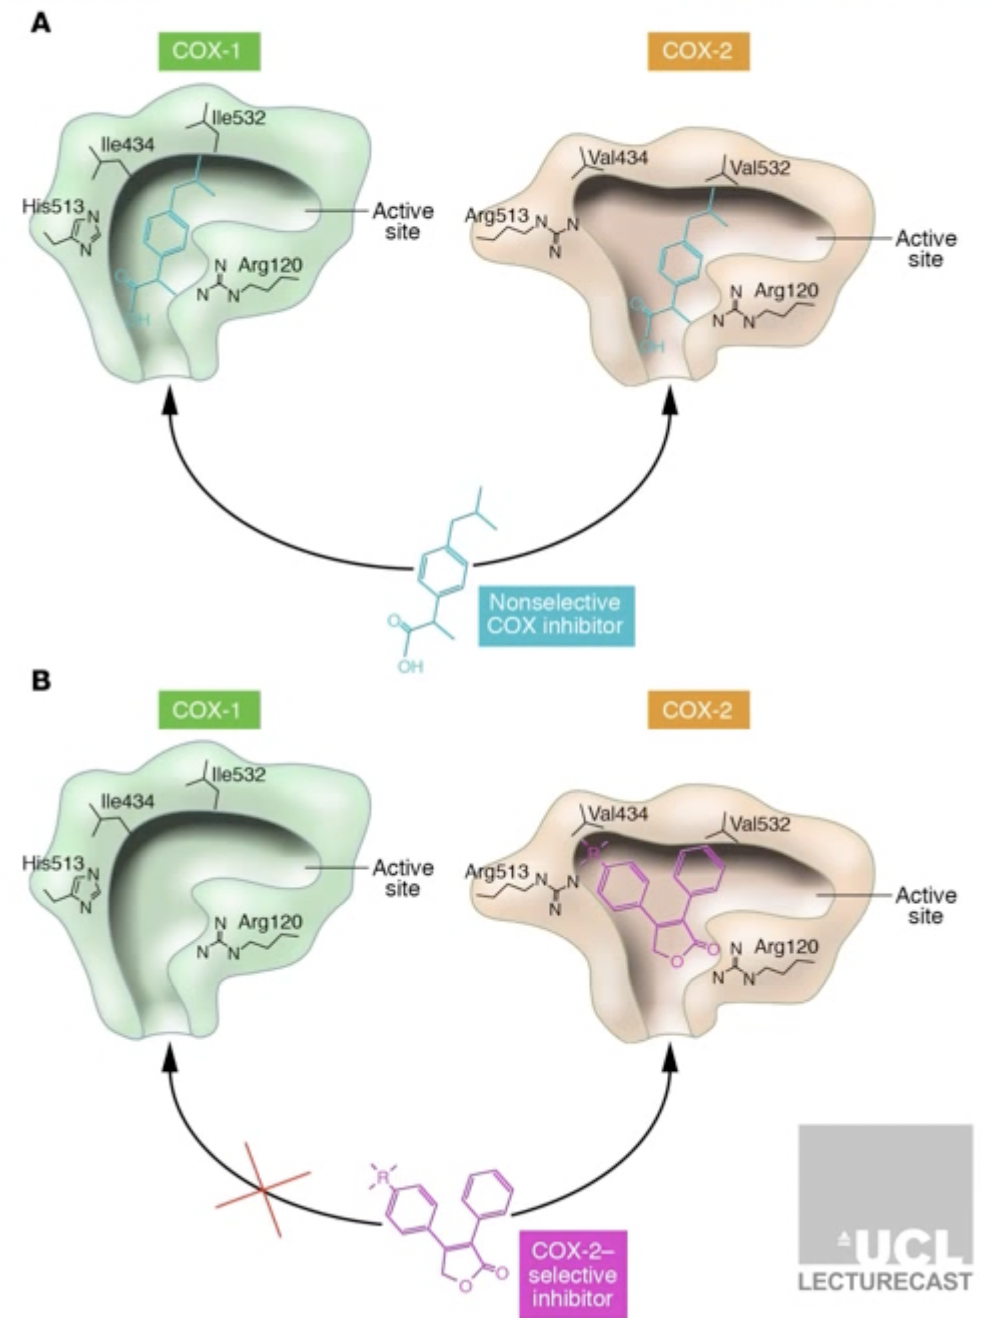 A
COX-1
COX-2
Ile532
Ile434
His513
N
N
N
Arg120
N
N
Active
site
O
OH
Val434
Val532
Arg513
N
N
N
N
Arg120
N
N
Active
site
O
OH
O
OH
Nonselective
COX inhibitor
B
COX-1
COX-2
Ile532
Ile434
His513
N
N
N
Arg120
N
N
Active
site
Val434
Val532
R
Arg513
N
N
N
O
O
N
Arg120
N
N
Active
site
R
O
O
COX-2–
selective
inhibitor
UCL
LECTURECAST